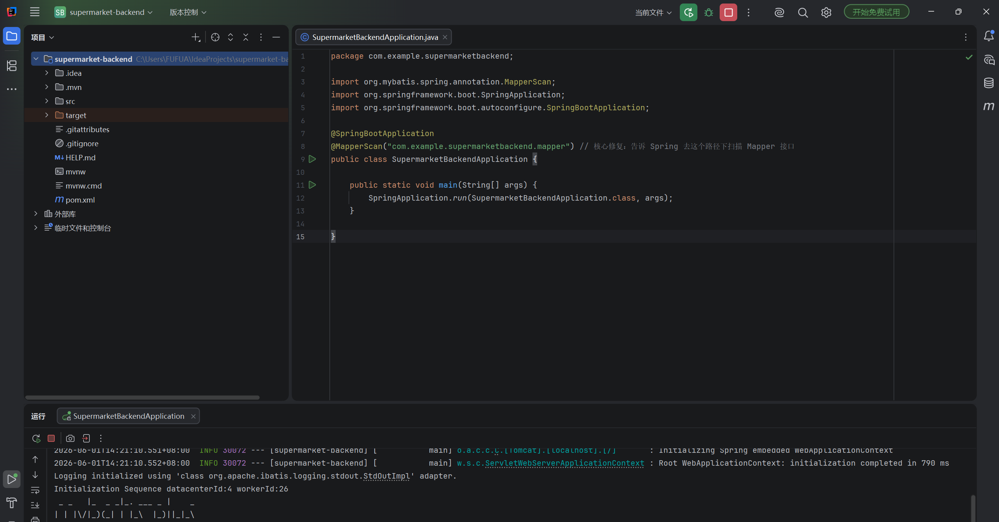 SB supermarket-backend 版本控制 当前文件 开始免费试用
项目
supermarket-backend C:\Users\FUFUA\IdeaProjects\supermarket-ba
.idea
.mvn
src
target
.gitattributes
.gitignore
M↓ HELP.md
mvnw
mvnw.cmd
m pom.xml
外部库
临时文件和控制台
SupermarketBackendApplication.java
1 package com.example.supermarketbackend;
2
3 import org.mybatis.spring.annotation.MapperScan;
4 import org.springframework.boot.SpringApplication;
5 import org.springframework.boot.autoconfigure.SpringBootApplication;
6
7 @SpringBootApplication
8 @MapperScan("com.example.supermarketbackend.mapper") // 核心修复：告诉 Spring 去这个路径下扫描 Mapper 接口
9 public class SupermarketBackendApplication {
10
11 public static void main(String[] args) {
12 SpringApplication.run(SupermarketBackendApplication.class, args);
13 }
14
15 }
运行 SupermarketBackendApplication
2026-06-01T14:21:10.551+08:00 INFO 30072 --- [supermarket-backend] [ main] o.a.c.c.C.[Tomcat].[localhost].[/] : Initializing Spring embedded WebApplicationContext
2026-06-01T14:21:10.552+08:00 INFO 30072 --- [supermarket-backend] [ main] w.s.c.ServletWebServerApplicationContext : Root WebApplicationContext: initialization completed in 790 ms
Logging initialized using 'class org.apache.ibatis.logging.stdout.StdOutImpl' adapter.
Initialization Sequence datacenterId:4 workerId:26
 _ _   |_  _ _|_. ___ _ |    _
| | |\/|_)(_| | |_\  |_)||_|_\